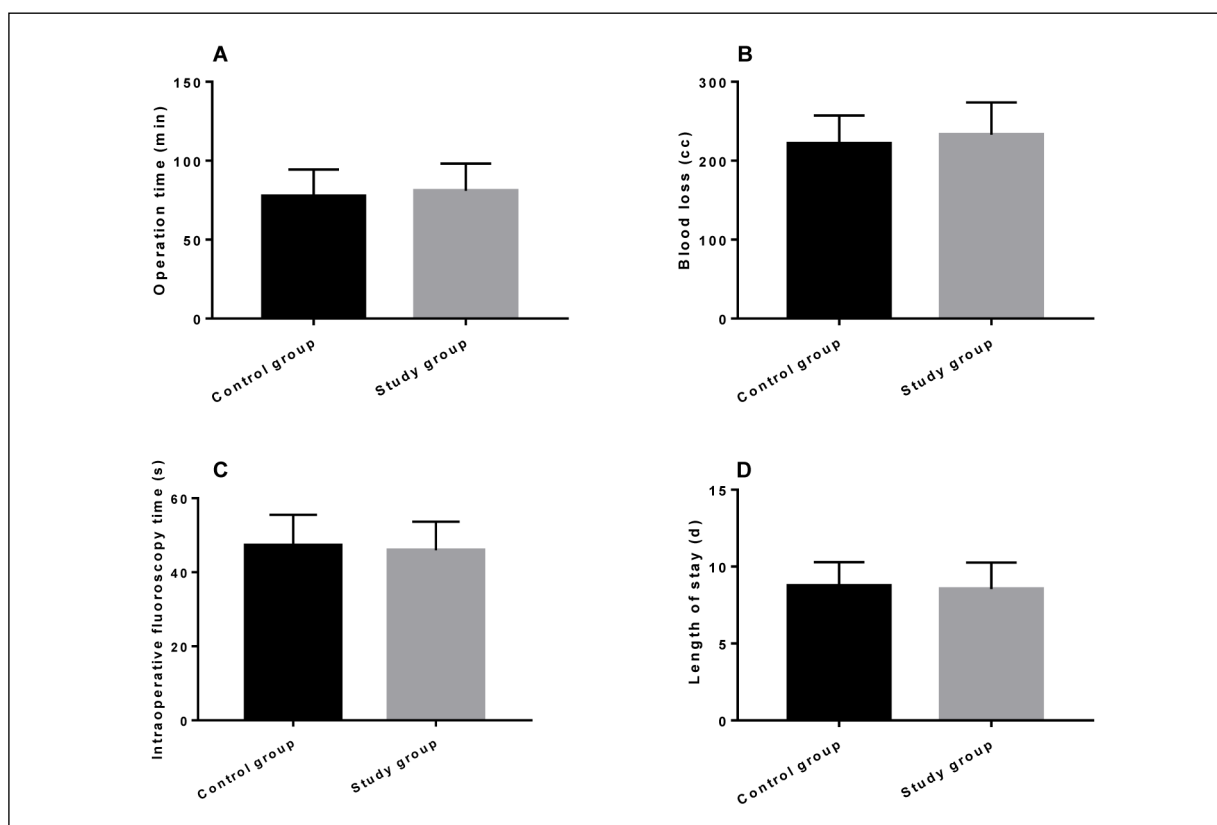 A
Operation time (min)
150
100
50
0
Control group
Study group
B
Blood loss (cc)
300
200
100
0
Control group
Study group
C
Intraoperative fluoroscopy time (s)
60
40
20
0
Control group
Study group
D
Length of stay (d)
15
10
5
0
Control group
Study group